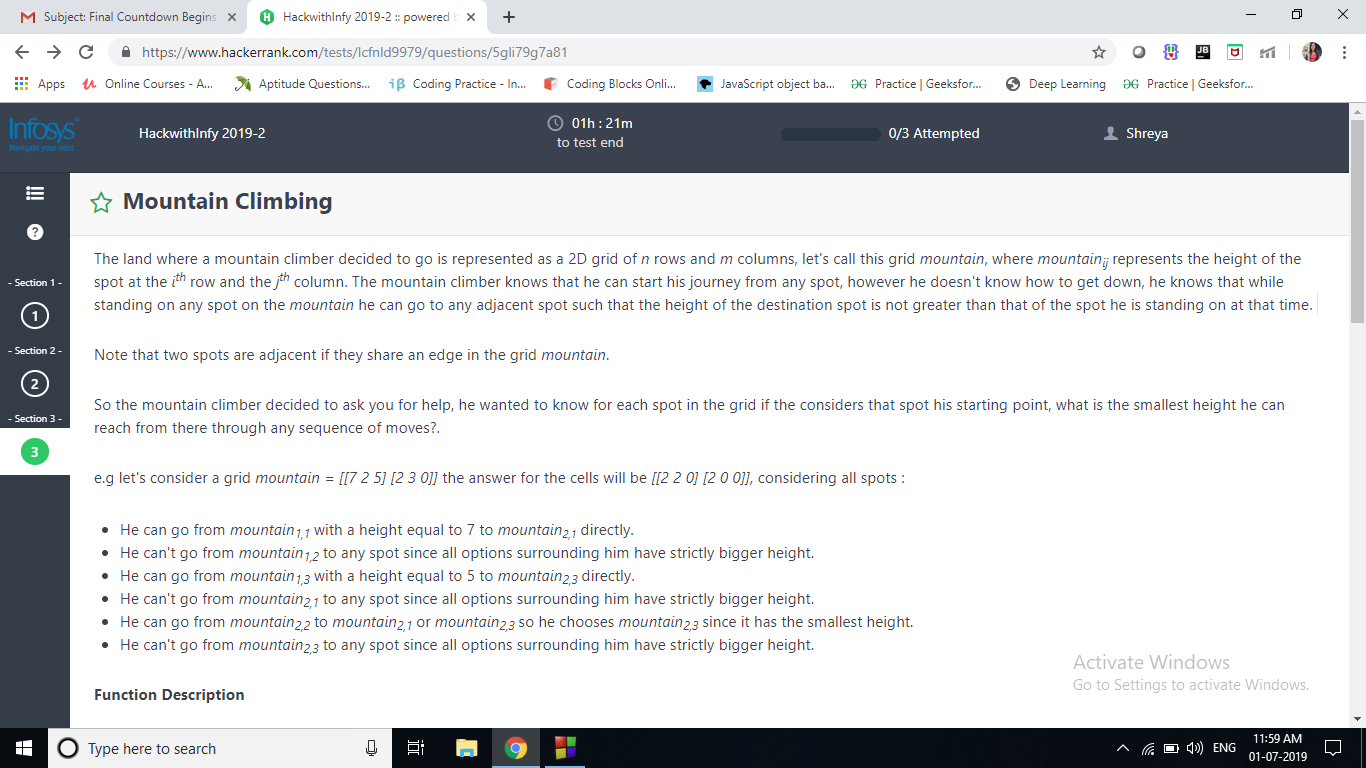 Subject: Final Countdown Begins
HackwithInfy 2019-2 :: powered b
https://www.hackerrank.com/tests/lcfnld9979/questions/5gli79g7a81
Apps Online Courses - A... Aptitude Questions... iB Coding Practice - In... Coding Blocks Onli... JavaScript object ba... Practice | Geeksfor... Deep Learning Practice | Geeksfor...
Infosys
Navigate your next
HackwithInfy 2019-2
01h : 21m
to test end
0/3 Attempted
Shreya
- Section 1 -
1
- Section 2 -
2
- Section 3 -
3
Mountain Climbing
The land where a mountain climber decided to go is represented as a 2D grid of n rows and m columns, let's call this grid mountain, where mountainij represents the height of the
spot at the ith row and the jth column. The mountain climber knows that he can start his journey from any spot, however he doesn't know how to get down, he knows that while
standing on any spot on the mountain he can go to any adjacent spot such that the height of the destination spot is not greater than that of the spot he is standing on at that time.
Note that two spots are adjacent if they share an edge in the grid mountain.
So the mountain climber decided to ask you for help, he wanted to know for each spot in the grid if the considers that spot his starting point, what is the smallest height he can
reach from there through any sequence of moves?.
e.g let's consider a grid mountain = [[7 2 5] [2 3 0]] the answer for the cells will be [[2 2 0] [2 0 0]], considering all spots :
• He can go from mountain1,1 with a height equal to 7 to mountain2,1 directly.
• He can't go from mountain1,2 to any spot since all options surrounding him have strictly bigger height.
• He can go from mountain1,3 with a height equal to 5 to mountain2,3 directly.
• He can't go from mountain2,1 to any spot since all options surrounding him have strictly bigger height.
• He can go from mountain2,2 to mountain2,1 or mountain2,3 so he chooses mountain2,3 since it has the smallest height.
• He can't go from mountain2,3 to any spot since all options surrounding him have strictly bigger height.
Function Description
Activate Windows
Go to Settings to activate Windows.
Type here to search
ENG
11:59 AM
01-07-2019